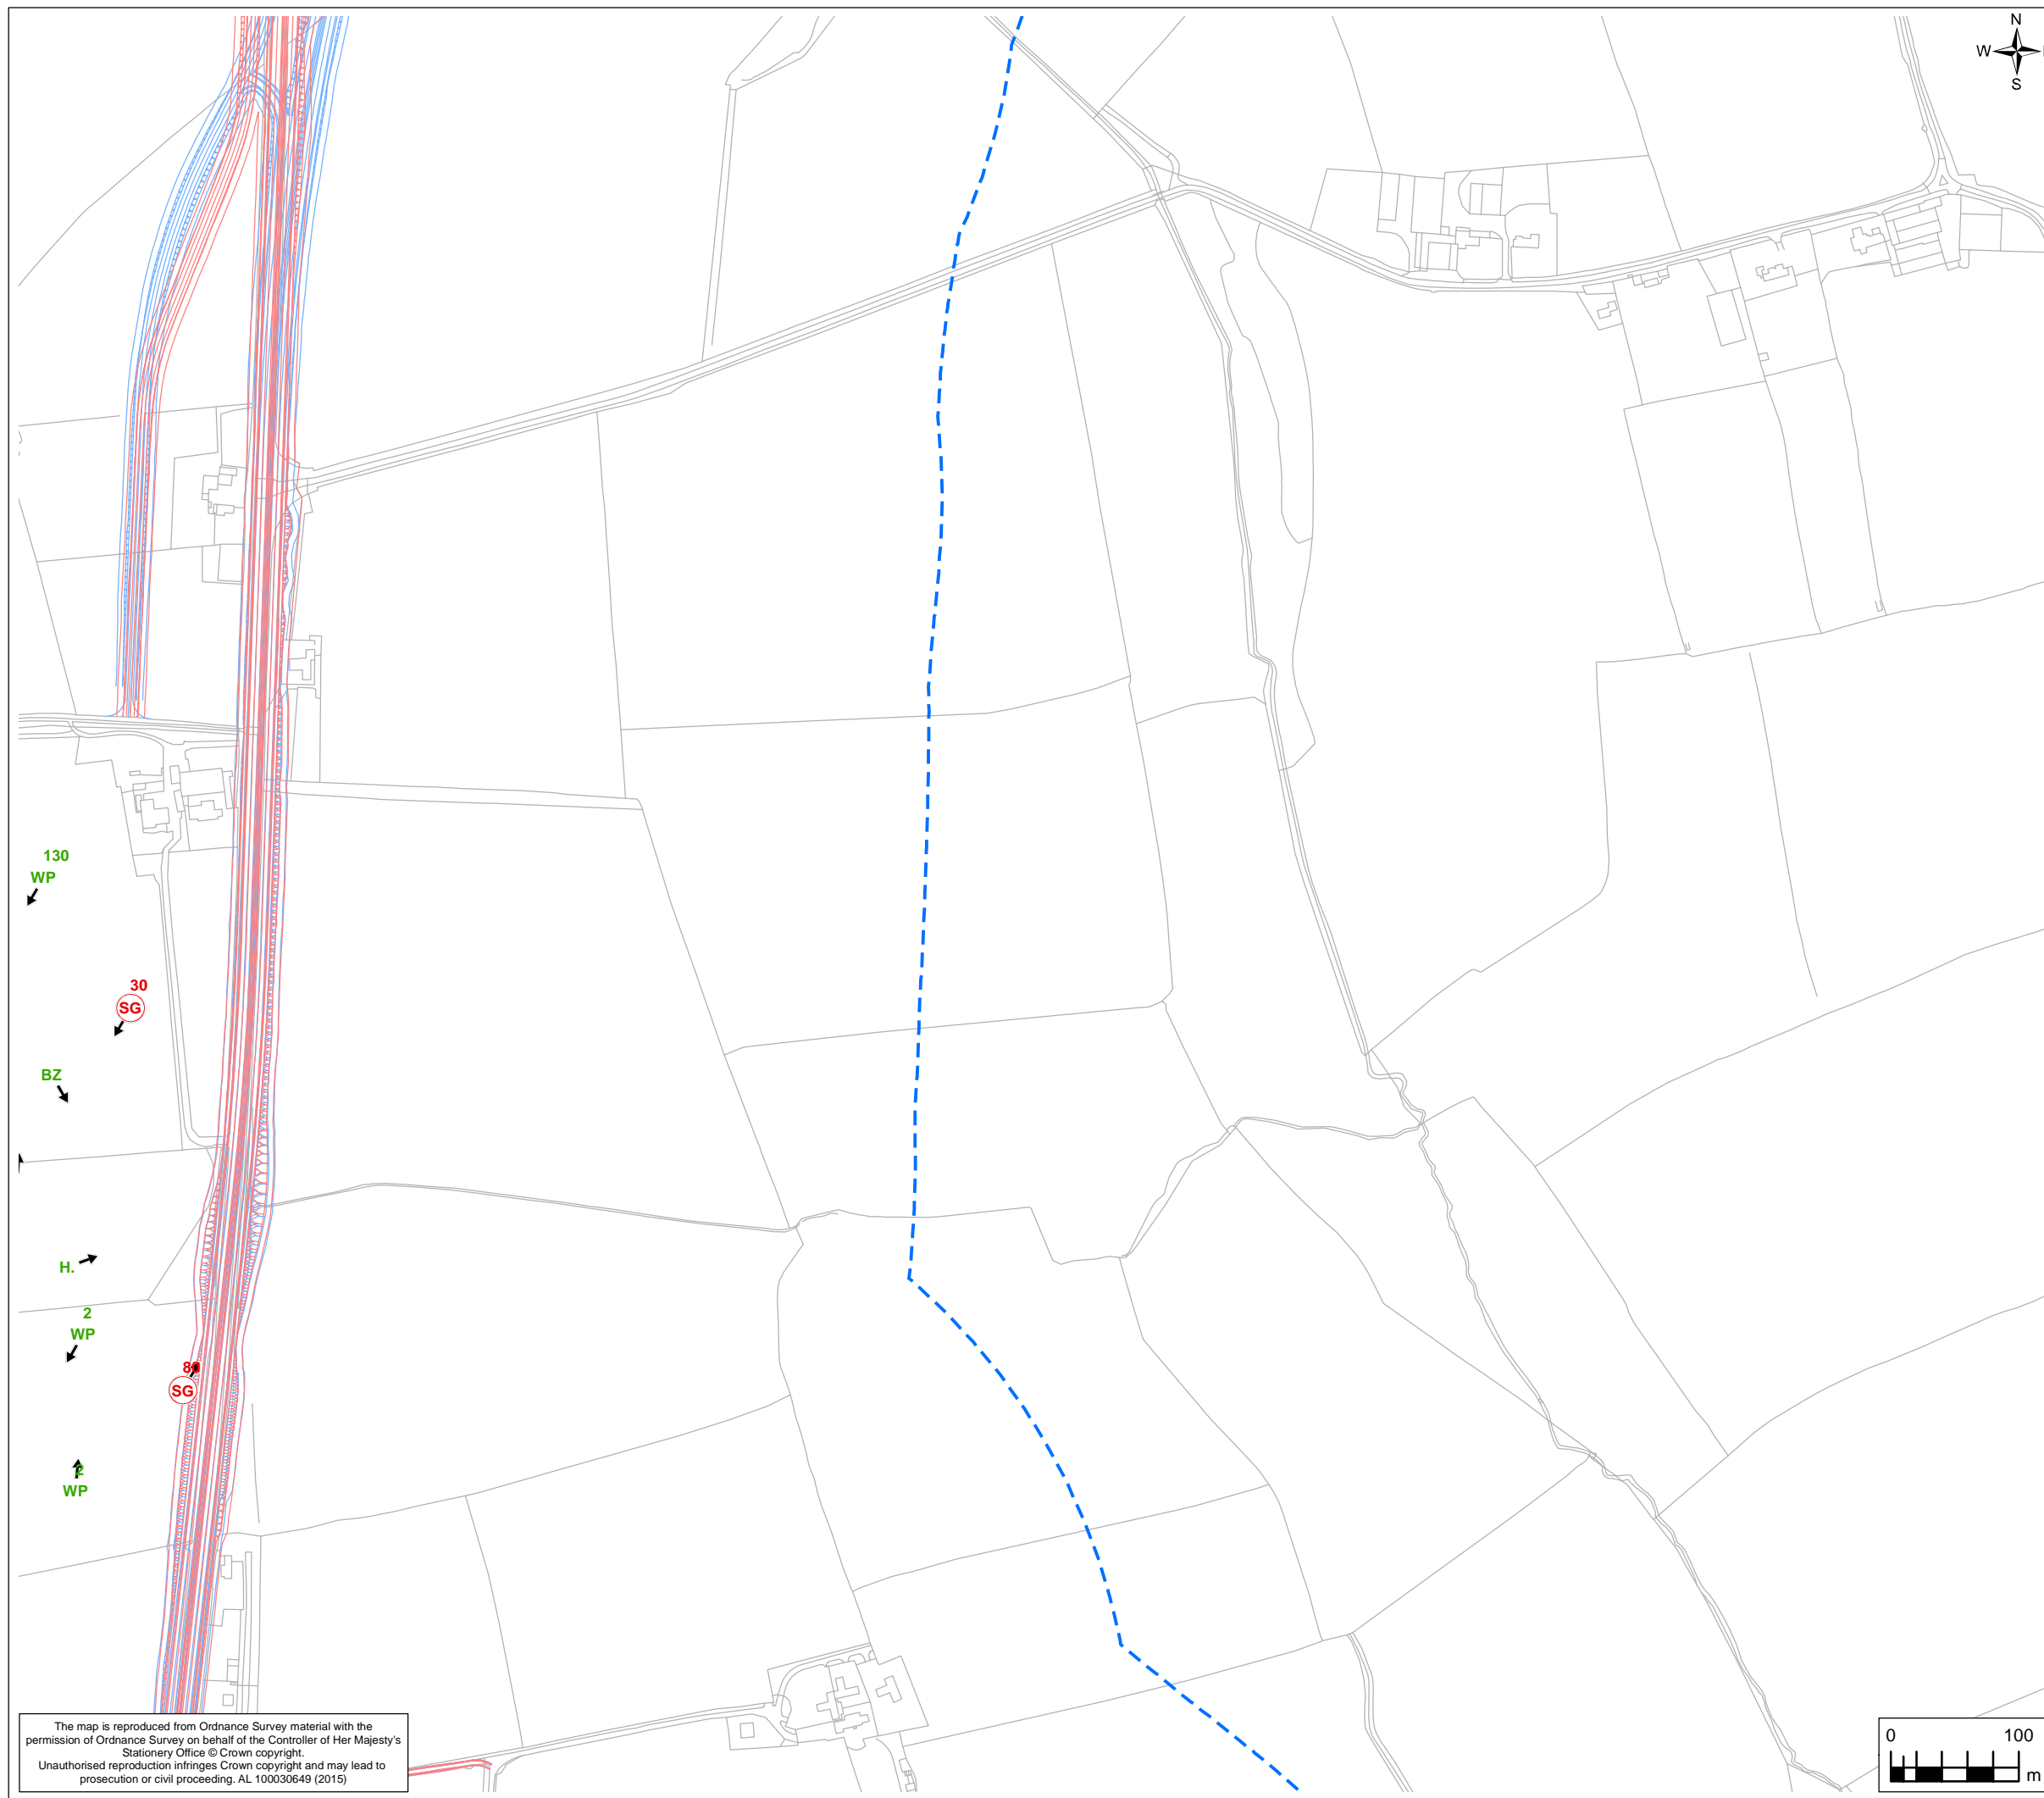 N
W
S
130
WP
30
SG
BZ
H.
2
WP
SG
2
WP
The map is reproduced from Ordnance Survey material with the
permission of Ordnance Survey on behalf of the Controller of Her Majesty's
Stationery Office © Crown copyright.
Unauthorised reproduction infringes Crown copyright and may lead to
prosecution or civil proceeding. AL 100030649 (2015)
0 100
m